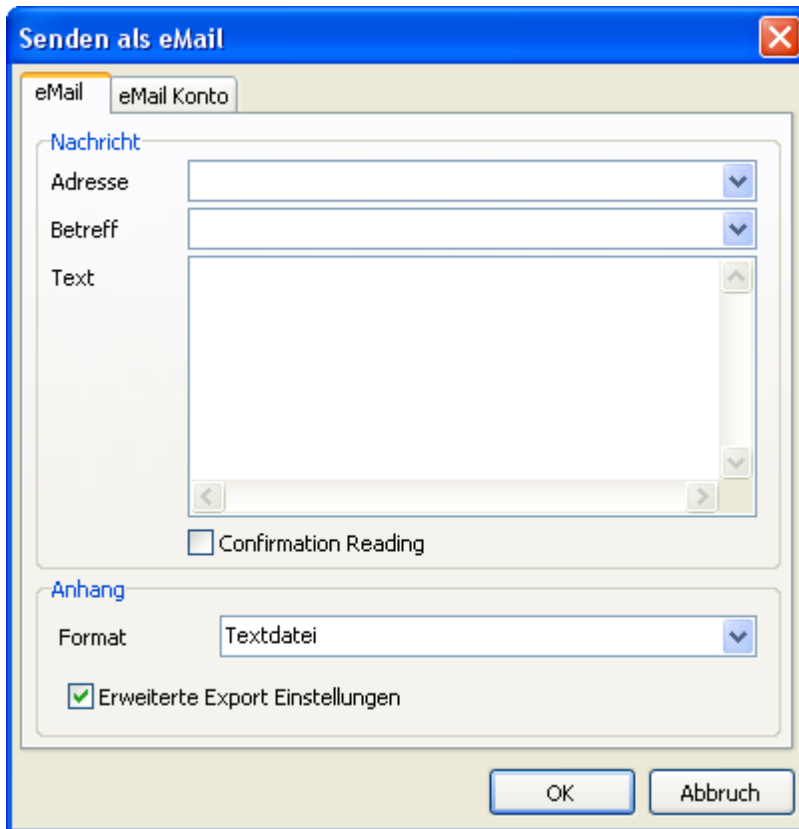 Senden als eMail
eMail
eMail Konto
Nachricht
Adresse
Betreff
Text
Confirmation Reading
Anhang
Format
Textdatei
Erweiterte Export Einstellungen
OK
Abbruch